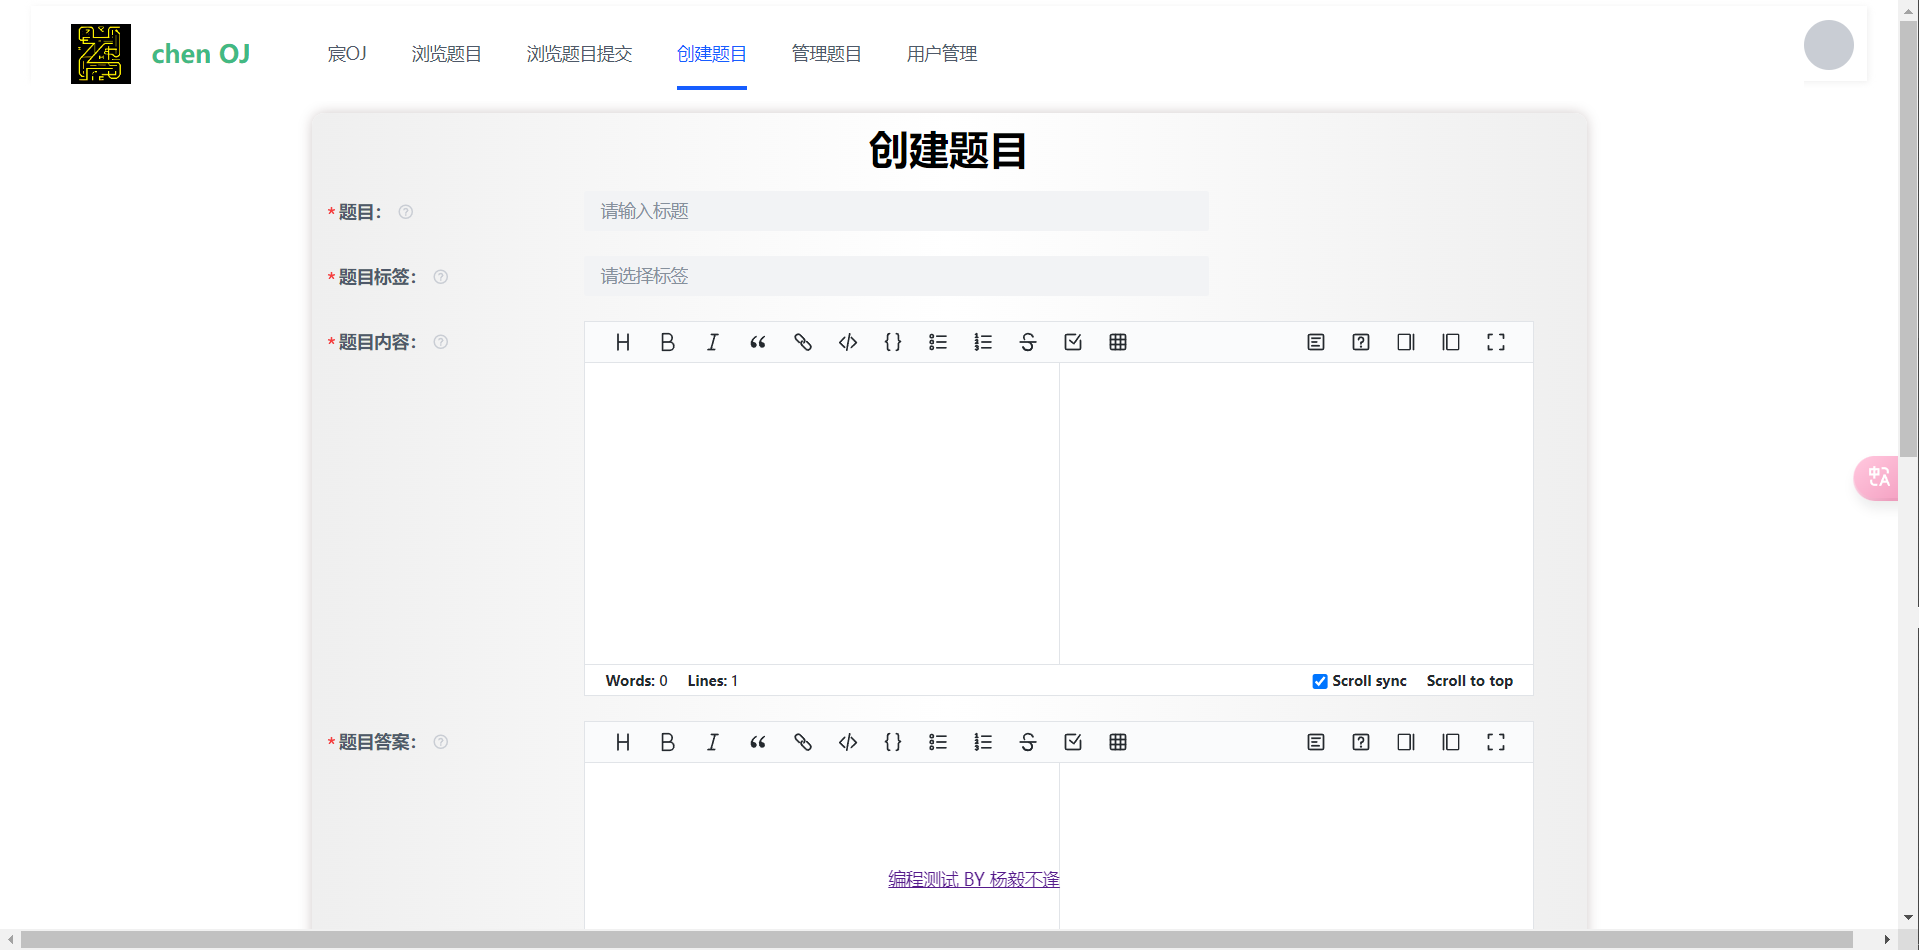 chen OJ
宸OJ 浏览题目 浏览题目提交 创建题目 管理题目 用户管理
创建题目
* 题目：
请输入标题
* 题目标签：
请选择标签
* 题目内容：
Words: 0 Lines: 1 Scroll sync Scroll to top
* 题目答案：
编程测试 BY 杨毅不逢